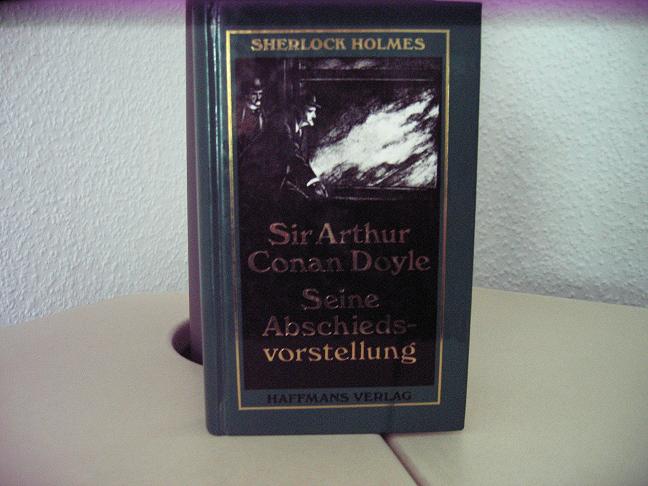 SHERLOCK HOLMES
Sir Arthur
Conan Doyle
Seine
Abschieds-
vorstellung
HAFFMANS VERLAG